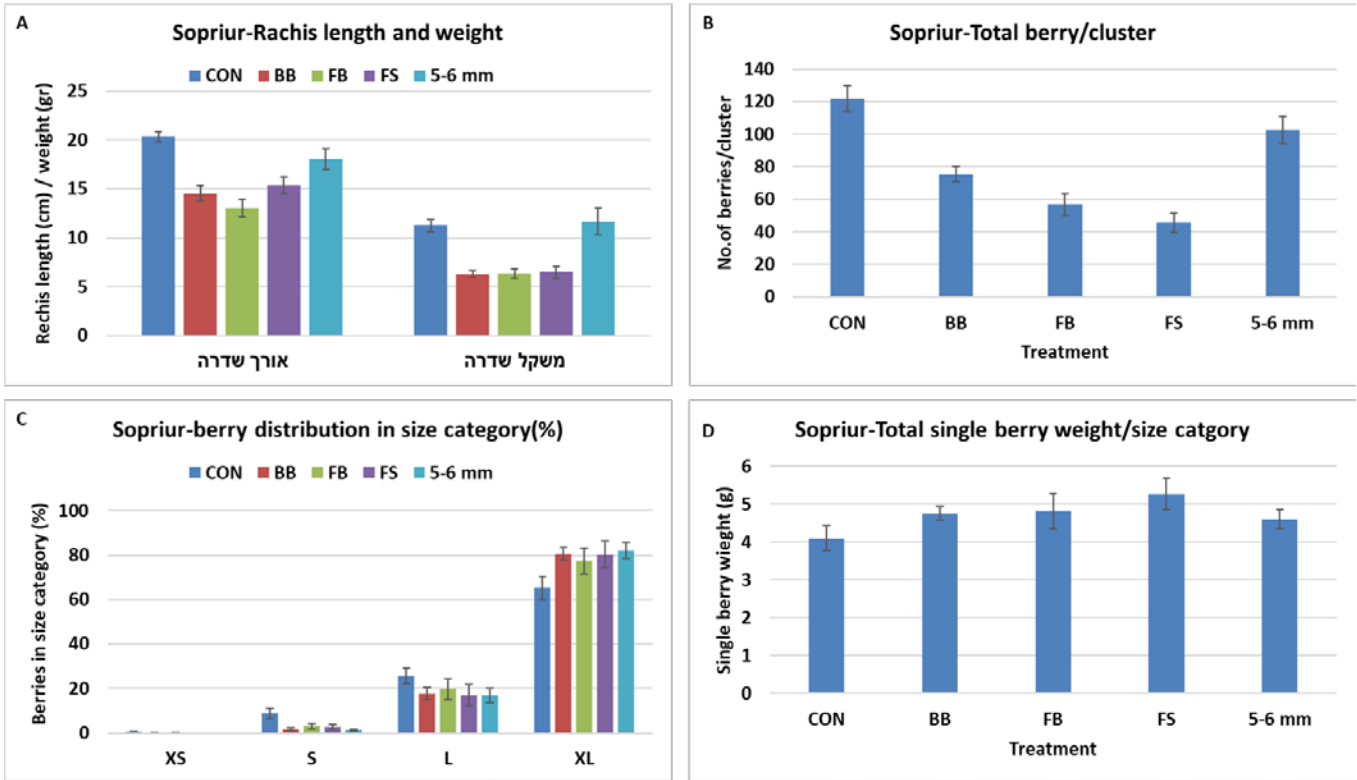 A
Sopriur-Rachis length and weight
CON BB FB FS 5-6 mm
Rechis length (cm) / weight (gr)
25
20
15
10
5
0
אורך שדרה משקל שדרה
B
Sopriur-Total berry/cluster
No.of berries/cluster
140
120
100
80
60
40
20
0
CON BB FB FS 5-6 mm
Treatment
C
Sopriur-berry distribution in size category(%)
CON BB FB FS 5-6 mm
Berries in size category (%)
100
80
60
40
20
0
XS S L XL
D
Sopriur-Total single berry weight/size catgory
Single berry wieght (g)
6
5
4
3
2
1
0
CON BB FB FS 5-6 mm
Treatment